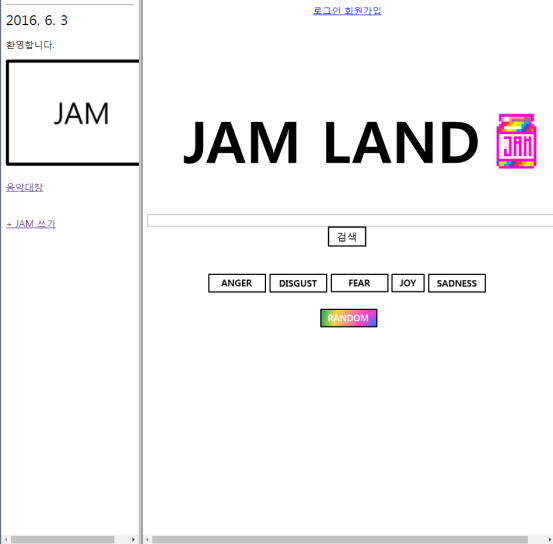 2016. 6. 3
환영합니다.
JAM
음악대장
+ JAM 쓰기
로그인 회원가입
JAM LAND
JAM
검색
ANGER DISGUST FEAR JOY SADNESS
RANDOM